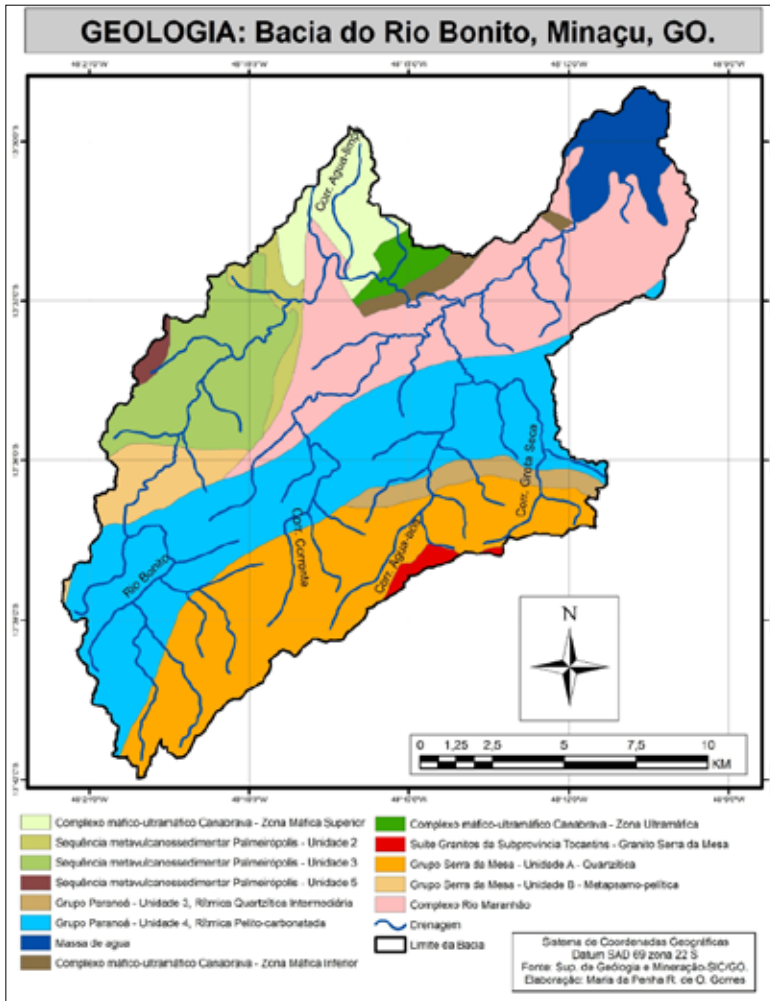 GEOLOGIA: Bacia do Rio Bonito, Minaçu, GO.
Corr. Agua-limpa
Corr. Grota Seca
Corr. Corrente
Corr. Agua-limpa
Rio Bonito
N
0 1,25 2,5 5 7,5 10
KM
Complexo máfico-ultramáfico Canabrava - Zona Máfica Superior
Sequência metavulcanossedimentar Palmeirópolis - Unidade 2
Sequência metavulcanossedimentar Palmeirópolis - Unidade 3
Sequência metavulcanossedimentar Palmeirópolis - Unidade 5
Grupo Paranoá - Unidade 3, Rítmica Quartzítica Intermediária
Grupo Paranoá - Unidade 4, Rítmica Pelito-carbonatada
Massa de agua
Complexo máfico-ultramáfico Canabrava - Zona Máfica Inferior
Complexo máfico-ultramáfico Canabrava - Zona Ultramáfica
Suite Granitos da Subprovincia Tocantins - Granito Serra da Mesa
Grupo Serra da Mesa - Unidade A - Quartzítica
Grupo Serra da Mesa - Unidade B - Metapsamo-pelítica
Complexo Rio Maranhão
Drenagem
Limite da Bacia
Sistema de Coordenadas Geográficas
Datum SAD 69 zona 22 S
Fonte: Sup. de Geologia e Mineração-SIC/GO.
Elaboração: Maria da Penha R. de O. Gomes